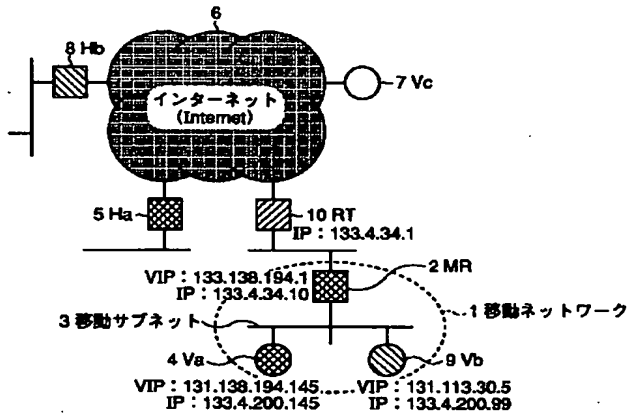 6
8 Hb
インターネット
(Internet)
7 Vc
5 Ha
10 RT
IP：133.4.34.1
2 MR
VIP：133.138.194.1
IP：133.4.34.10
1 移動ネットワーク
3 移動サブネット
4 Va
9 Vb
VIP：131.138.194.145
VIP：131.113.30.5
IP：133.4.200.145
IP：133.4.200.99